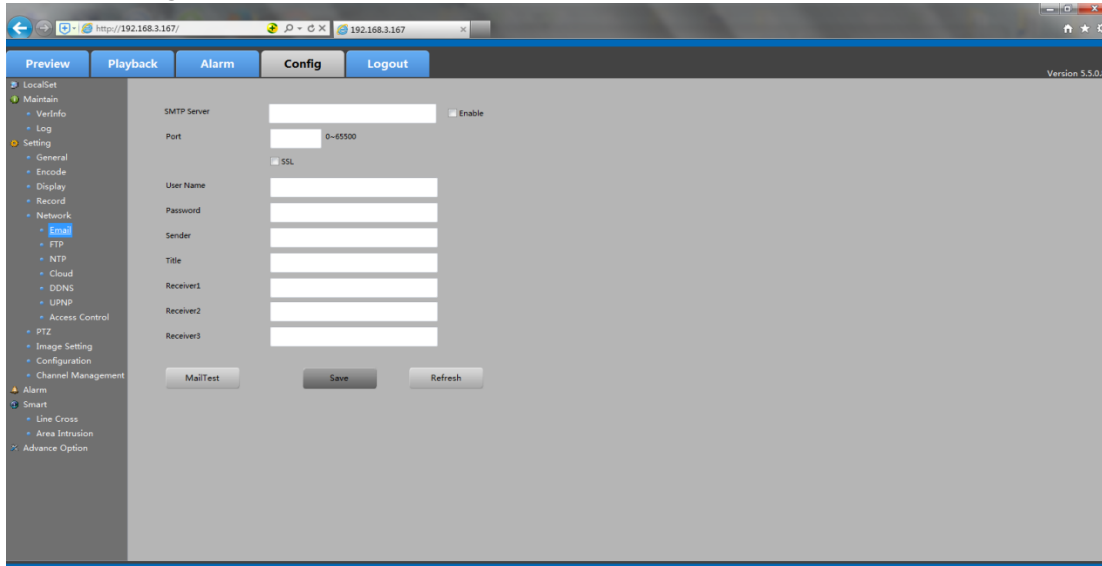 http://192.168.3.167/
192.168.3.167
Preview Playback Alarm Config Logout
Version 5.5.0.
LocalSet
Maintain
VerInfo
Log
Setting
General
Encode
Display
Record
Network
Email
FTP
NTP
Cloud
DDNS
UPNP
Access Control
PTZ
Image Setting
Configuration
Channel Management
Alarm
Smart
Line Cross
Area Intrusion
Advance Option
SMTP Server Enable
Port 0~65500
SSL
User Name
Password
Sender
Title
Receiver1
Receiver2
Receiver3
MailTest Save Refresh